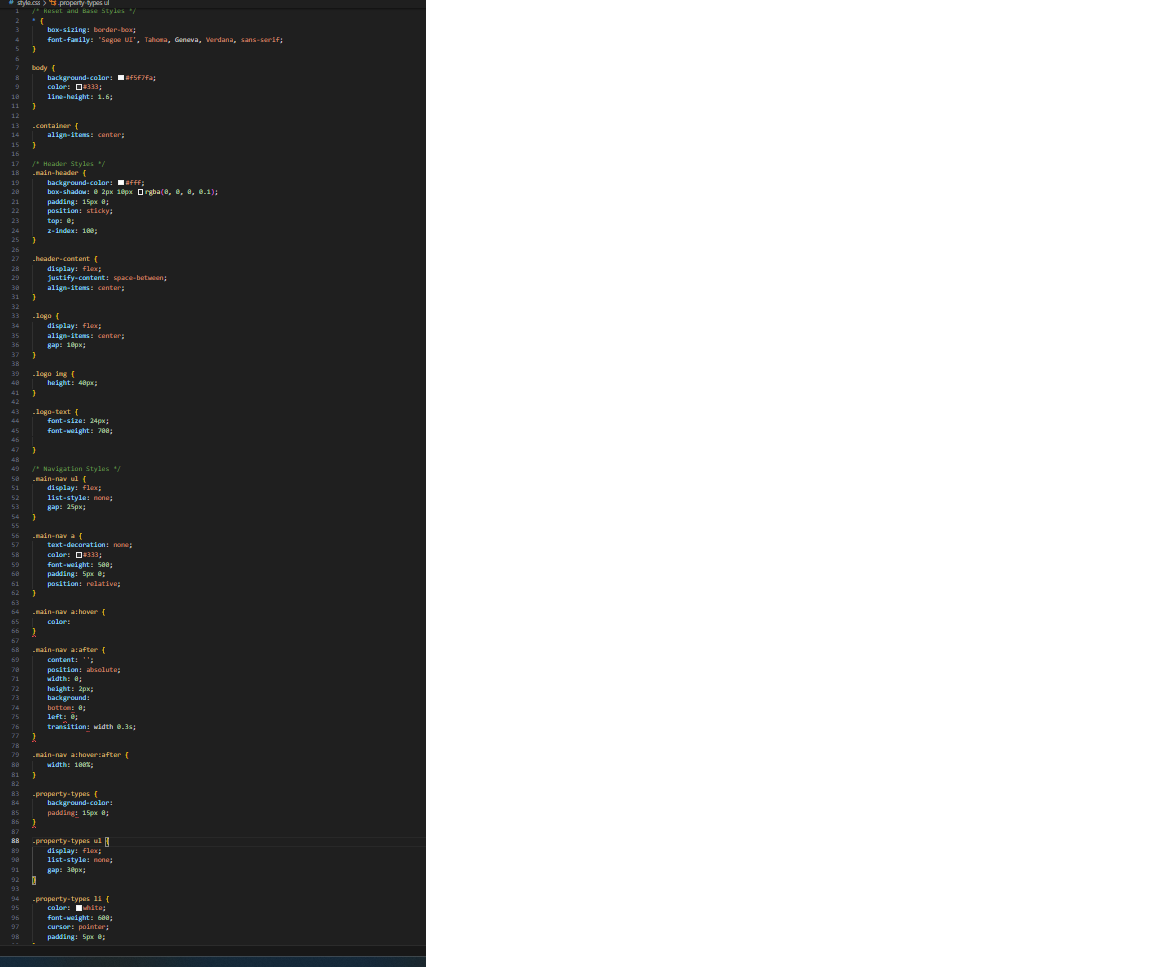 # style.css > .property-types ul
1 /* Reset and Base Styles */
2 * {
3 box-sizing: border-box;
4 font-family: 'Segoe UI', Tahoma, Geneva, Verdana, sans-serif;
5 }
6
7 body {
8 background-color: #f5f7fa;
9 color: #333;
10 line-height: 1.6;
11 }
12
13 .container {
14 align-items: center;
15 }
16
17 /* Header Styles */
18 .main-header {
19 background-color: #fff;
20 box-shadow: 0 2px 10px rgba(0, 0, 0, 0.1);
21 padding: 15px 0;
22 position: sticky;
23 top: 0;
24 z-index: 100;
25 }
26
27 .header-content {
28 display: flex;
29 justify-content: space-between;
30 align-items: center;
31 }
32
33 .logo {
34 display: flex;
35 align-items: center;
36 gap: 10px;
37 }
38
39 .logo img {
40 height: 40px;
41 }
42
43 .logo-text {
44 font-size: 24px;
45 font-weight: 700;
46
47 }
48
49 /* Navigation Styles */
50 .main-nav ul {
51 display: flex;
52 list-style: none;
53 gap: 25px;
54 }
55
56 .main-nav a {
57 text-decoration: none;
58 color: #333;
59 font-weight: 500;
60 padding: 5px 0;
61 position: relative;
62 }
63
64 .main-nav a:hover {
65 color:
66 }
67
68 .main-nav a:after {
69 content: '';
70 position: absolute;
71 width: 0;
72 height: 2px;
73 background:
74 bottom: 0;
75 left: 0;
76 transition: width 0.3s;
77 }
78
79 .main-nav a:hover:after {
80 width: 100%;
81 }
82
83 .property-types {
84 background-color:
85 padding: 15px 0;
86 }
87
88 .property-types ul {
89 display: flex;
90 list-style: none;
91 gap: 30px;
92 }
93
94 .property-types li {
95 color: white;
96 font-weight: 600;
97 cursor: pointer;
98 padding: 5px 0;